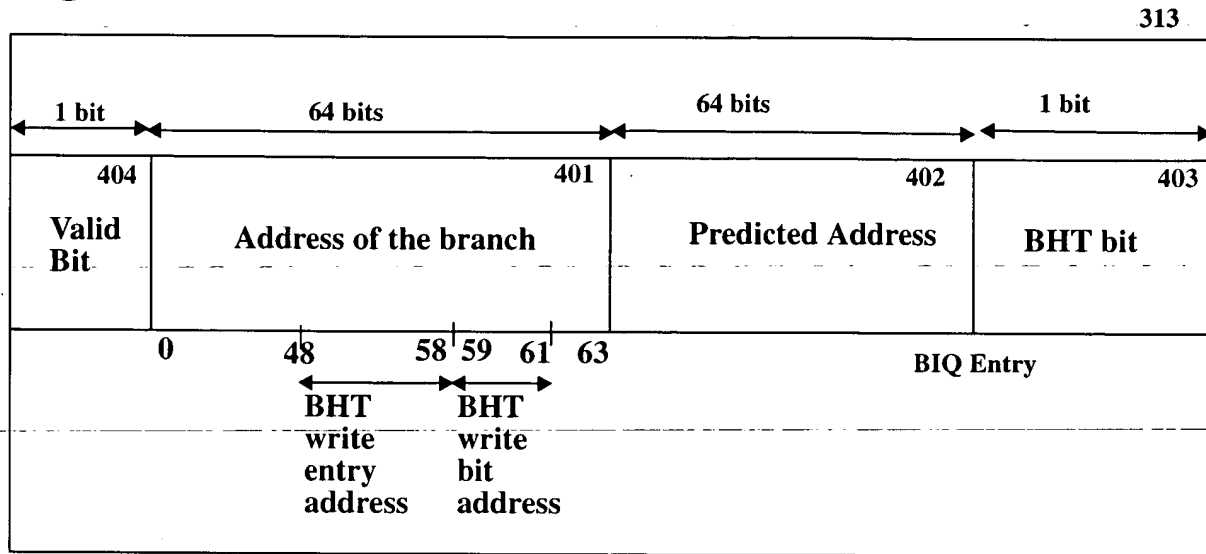 313
1 bit
64 bits
64 bits
1 bit
404
401
402
403
Valid
Bit
Address of the branch
Predicted Address
BHT bit
0
48
58
59
61
63
BIQ Entry
BHT
write
entry
address
BHT
write
bit
address